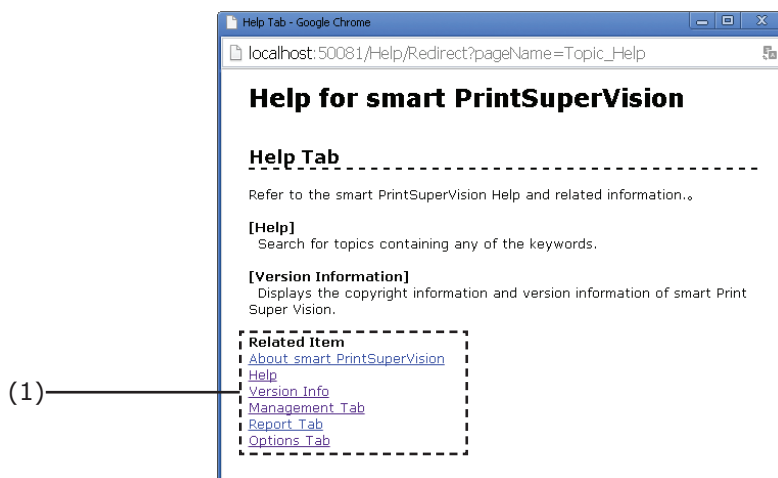 Help Tab - Google Chrome
localhost:50081/Help/Redirect?pageName=Topic_Help
Help for smart PrintSuperVision
Help Tab
Refer to the smart PrintSuperVision Help and related information.。
[Help]
Search for topics containing any of the keywords.
[Version Information]
Displays the copyright information and version information of smart Print
Super Vision.
Related Item
About smart PrintSuperVision
Help
(1)
Version Info
Management Tab
Report Tab
Options Tab